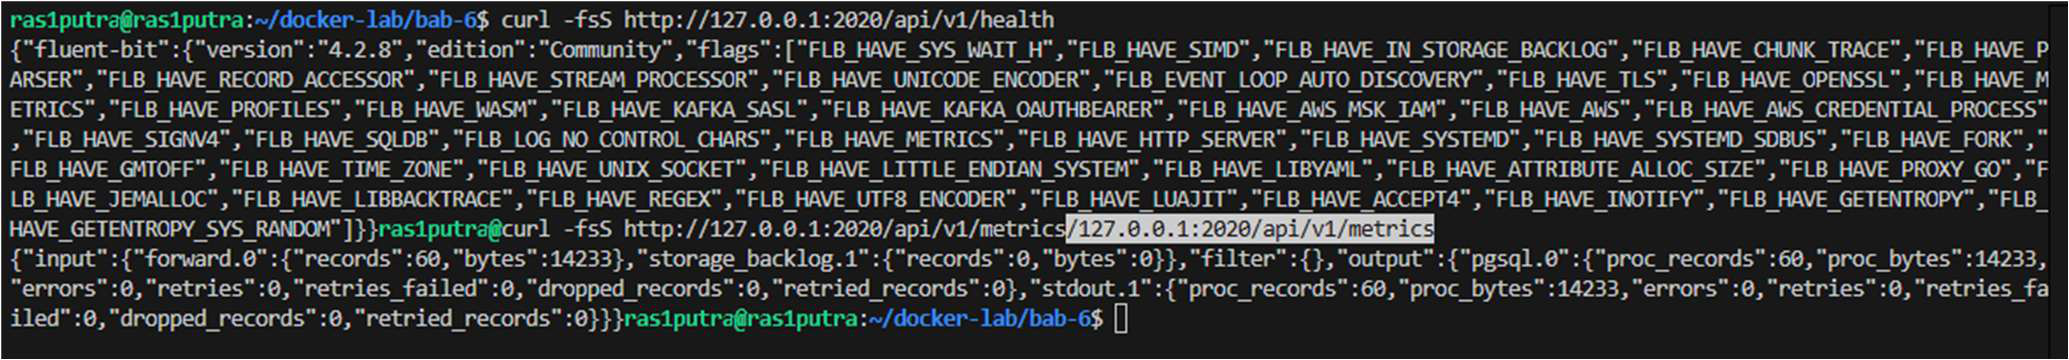 ras1putra@ras1putra:~/docker-lab/bab-6$ curl -fsS http://127.0.0.1:2020/api/v1/health
{"fluent-bit":{"version":"4.2.8","edition":"Community","flags":["FLB_HAVE_SYS_WAIT_H","FLB_HAVE_SIMD","FLB_HAVE_IN_STORAGE_BACKLOG","FLB_HAVE_CHUNK_TRACE","FLB_HAVE_P
ARSER","FLB_HAVE_RECORD_ACCESSOR","FLB_HAVE_STREAM_PROCESSOR","FLB_HAVE_UNICODE_ENCODER","FLB_EVENT_LOOP_AUTO_DISCOVERY","FLB_HAVE_TLS","FLB_HAVE_OPENSSL","FLB_HAVE_M
ETRICS","FLB_HAVE_PROFILES","FLB_HAVE_WASM","FLB_HAVE_KAFKA_SASL","FLB_HAVE_KAFKA_OAUTHBEARER","FLB_HAVE_AWS_MSK_IAM","FLB_HAVE_AWS","FLB_HAVE_AWS_CREDENTIAL_PROCESS"
,"FLB_HAVE_SIGNV4","FLB_HAVE_SQLDB","FLB_LOG_NO_CONTROL_CHARS","FLB_HAVE_METRICS","FLB_HAVE_HTTP_SERVER","FLB_HAVE_SYSTEMD","FLB_HAVE_SYSTEMD_SDBUS","FLB_HAVE_FORK","
FLB_HAVE_GMTOFF","FLB_HAVE_TIME_ZONE","FLB_HAVE_UNIX_SOCKET","FLB_HAVE_LITTLE_ENDIAN_SYSTEM","FLB_HAVE_LIBYAML","FLB_HAVE_ATTRIBUTE_ALLOC_SIZE","FLB_HAVE_PROXY_GO","F
LB_HAVE_JEMALLOC","FLB_HAVE_LIBBACKTRACE","FLB_HAVE_REGEX","FLB_HAVE_UTF8_ENCODER","FLB_HAVE_LUAJIT","FLB_HAVE_ACCEPT4","FLB_HAVE_INOTIFY","FLB_HAVE_GETENTROPY","FLB_
HAVE_GETENTROPY_SYS_RANDOM"]}}ras1putra@curl -fsS http://127.0.0.1:2020/api/v1/metrics/127.0.0.1:2020/api/v1/metrics
{"input":{"forward.0":{"records":60,"bytes":14233},"storage_backlog.1":{"records":0,"bytes":0}},"filter":{},"output":{"pgsql.0":{"proc_records":60,"proc_bytes":14233,
"errors":0,"retries":0,"retries_failed":0,"dropped_records":0,"retried_records":0},"stdout.1":{"proc_records":60,"proc_bytes":14233,"errors":0,"retries":0,"retries_fa
iled":0,"dropped_records":0,"retried_records":0}}}ras1putra@ras1putra:~/docker-lab/bab-6$